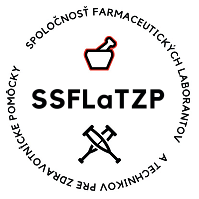 SPOLOČNOSŤ FARMACEUTICKÝCH LABORANTOV
A TECHNIKOV PRE ZDRAVOTNÍCKE POMÔCKY
SSFLaTZP